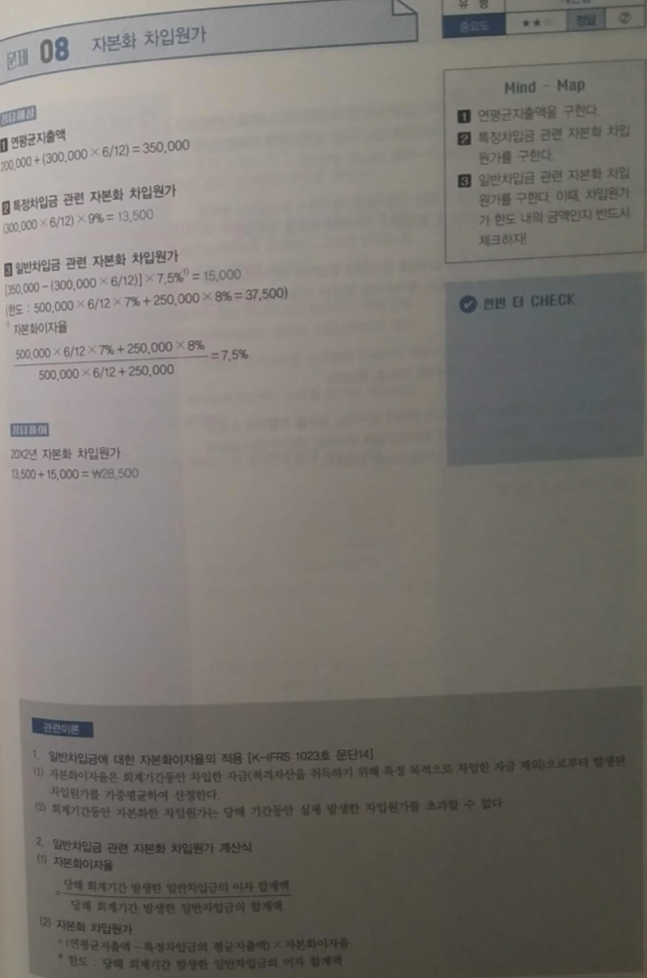 유 형
문제 08 자본화 차입원가
중요도 ★★☆ 정답 ②
정답해설
1 연평균지출액
200,000+(300,000×6/12)=350,000
2 특정차입금 관련 자본화 차입원가
(300,000×6/12)×9%=13,500
3 일반차입금 관련 자본화 차입원가
[350,000-(300,000×6/12)]×7.5%¹⁾=15,000
(한도 : 500,000×6/12×7%+250,000×8%=37,500)
¹⁾ 자본화이자율
500,000×6/12×7%+250,000×8%
=7.5%
500,000×6/12+250,000
정답풀이
20X2년 자본화 차입원가
13,500+15,000=₩28,500
Mind - Map
1 연평균지출액을 구한다.
2 특정차입금 관련 자본화 차입
원가를 구한다.
3 일반차입금 관련 자본화 차입
원가를 구한다. 이때, 차입원가
가 한도 내의 금액인지 반드시
체크하자!
한번 더 CHECK
관련이론
1. 일반차입금에 대한 자본화이자율의 적용 [K-IFRS 1023호 문단14]
(1) 자본화이자율은 회계기간동안 차입한 자금(적격자산을 취득하기 위해 특정 목적으로 차입한 자금 제외)으로부터 발생된
차입원가를 가중평균하여 산정한다.
(2) 회계기간동안 자본화한 차입원가는 당해 기간동안 실제 발생한 차입원가를 초과할 수 없다.
2. 일반차입금 관련 자본화 차입원가 계산식
(1) 자본화이자율
당해 회계기간 발생한 일반차입금의 이자 합계액
=
당해 회계기간 발생한 일반차입금의 합계액
(2) 자본화 차입원가
=(연평균지출액 - 특정차입금의 평균지출액)×자본화이자율
* 한도 : 당해 회계기간 발생한 일반차입금의 이자 합계액